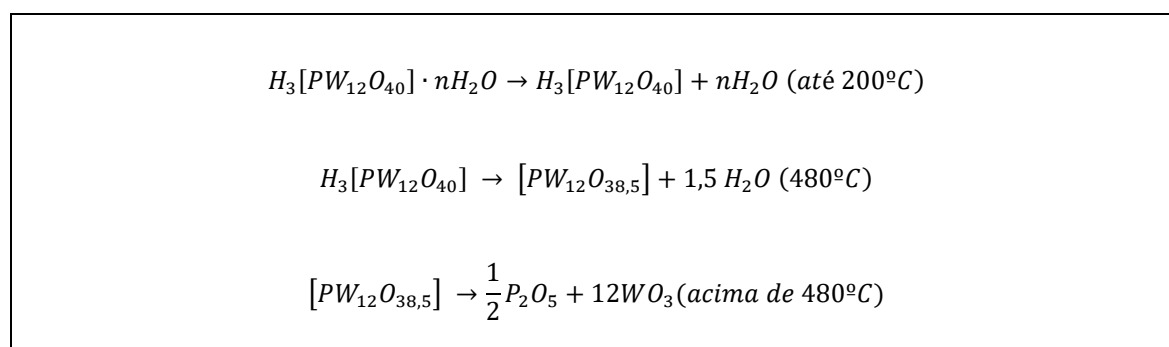 H₃[PW₁₂O₄₀] · nH₂O → H₃[PW₁₂O₄₀] + nH₂O (até 200ºC)
H₃[PW₁₂O₄₀] → [PW₁₂O₃₈,₅] + 1,5 H₂O (480ºC)
[PW₁₂O₃₈,₅] → 1/2 P₂O₅ + 12WO₃(acima de 480ºC)